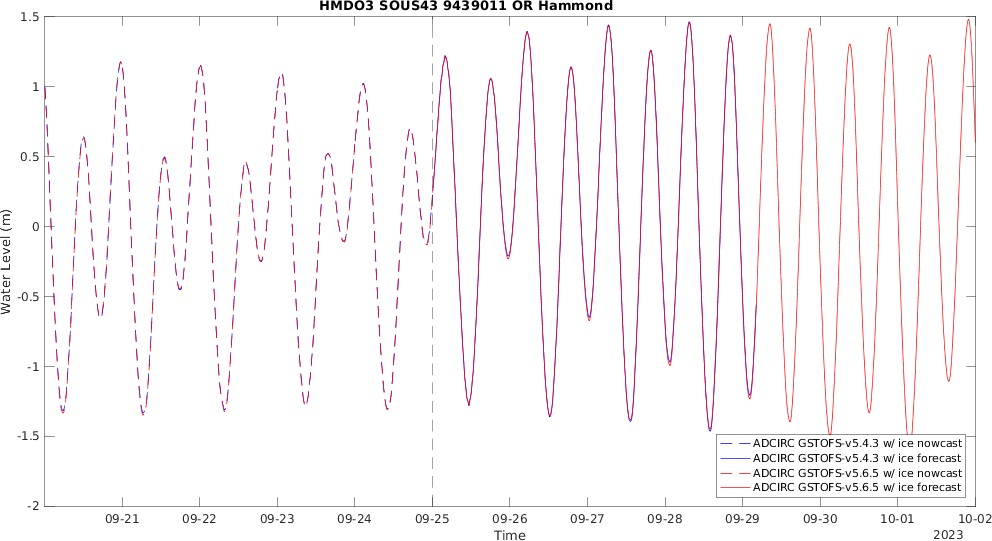 HMDO3 SOUS43 9439011 OR Hammond
1.5
1
0.5
0
-0.5
-1
-1.5
-2
Water Level (m)
ADCIRC GSTOFS-v5.4.3 w/ ice nowcast
ADCIRC GSTOFS-v5.4.3 w/ ice forecast
ADCIRC GSTOFS-v5.6.5 w/ ice nowcast
ADCIRC GSTOFS-v5.6.5 w/ ice forecast
09-21 09-22 09-23 09-24 09-25 09-26 09-27 09-28 09-29 09-30 10-01 10-02
Time
2023